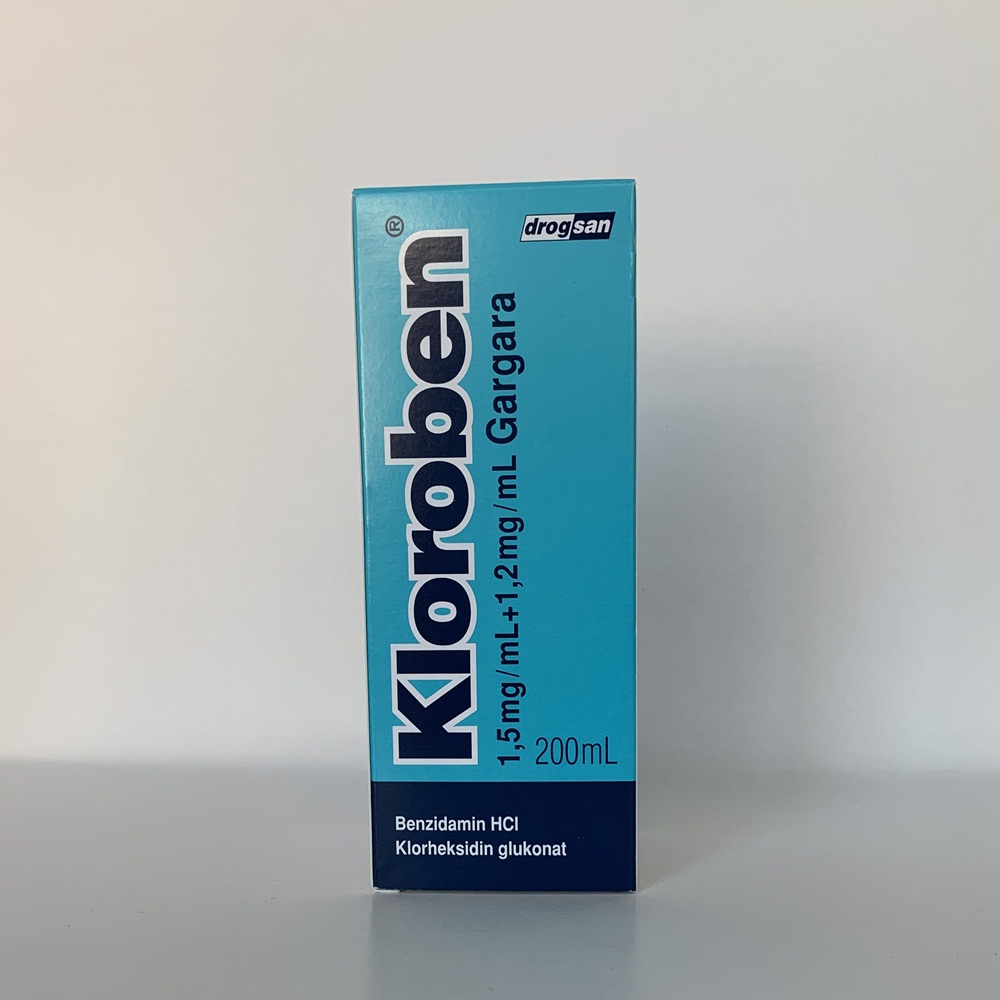 drogsan
Kloroben®
1,5mg/mL+1,2mg/mL Gargara
200mL
Benzidamin HCl
Klorheksidin glukonat